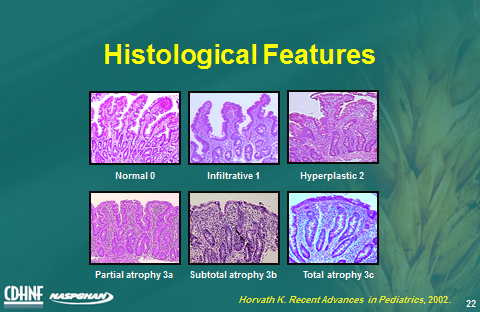 Histological Features
Normal 0
Infiltrative 1
Hyperplastic 2
Partial atrophy 3a
Subtotal atrophy 3b
Total atrophy 3c
Horvath K. Recent Advances in Pediatrics, 2002.
CDHNF NASPGHAN
22